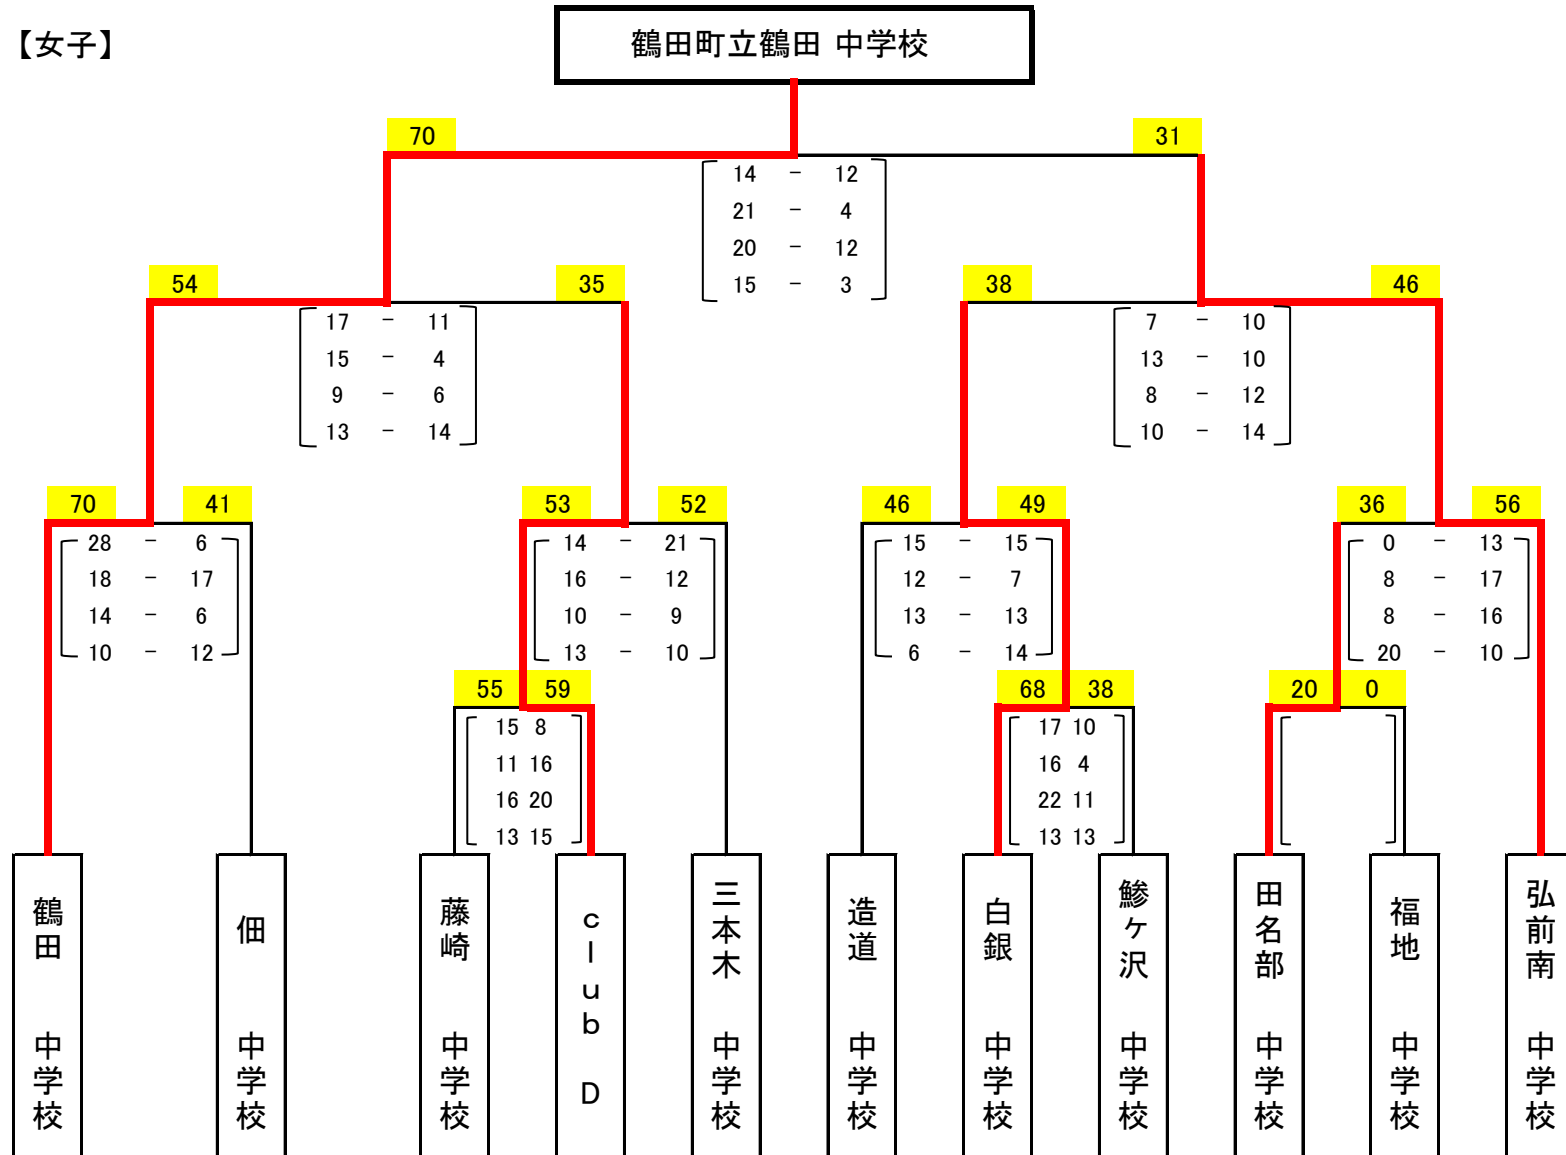 【女子】
鶴田町立鶴田 中学校
70 31
14 - 12
21 - 4
20 - 12
15 - 3
54 35 38 46
17 - 11
15 - 4
9 - 6
13 - 14
7 - 10
13 - 10
8 - 12
10 - 14
70 41 53 52 46 49 36 56
28 - 6
18 - 17
14 - 6
10 - 12
14 - 21
16 - 12
10 - 9
13 - 10
15 - 15
12 - 7
13 - 13
6 - 14
0 - 13
8 - 17
8 - 16
20 - 10
55 59 68 38 20 0
15 8
11 16
16 20
13 15
17 10
16 4
22 11
13 13
鶴田 中学校
佃 中学校
藤崎 中学校
club D
三本木 中学校
造道 中学校
白銀 中学校
鰺ヶ沢 中学校
田名部 中学校
福地 中学校
弘前南 中学校